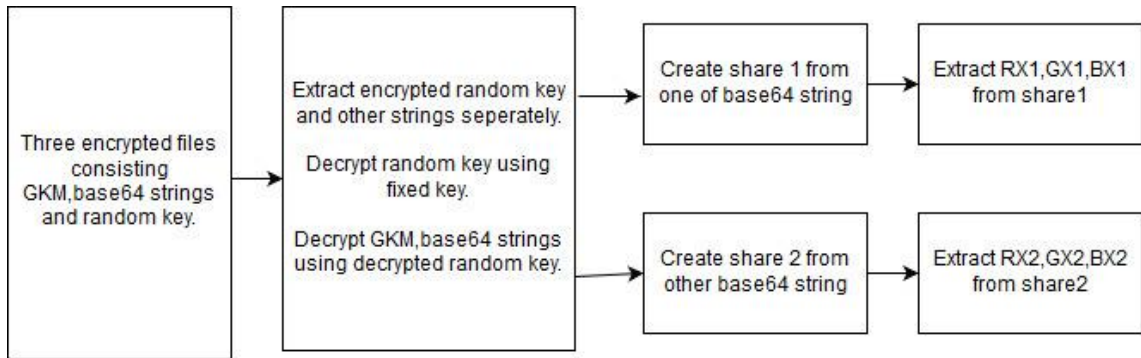 Three encrypted files
consisting
GKM,base64 strings
and random key.
Extract encrypted random key
and other strings seperately.
Decrypt random key using
fixed key.
Decrypt GKM,base64 strings
using decrypted random key.
Create share 1 from
one of base64 string
Extract RX1,GX1,BX1
from share1
Create share 2 from
other base64 string
Extract RX2,GX2,BX2
from share2